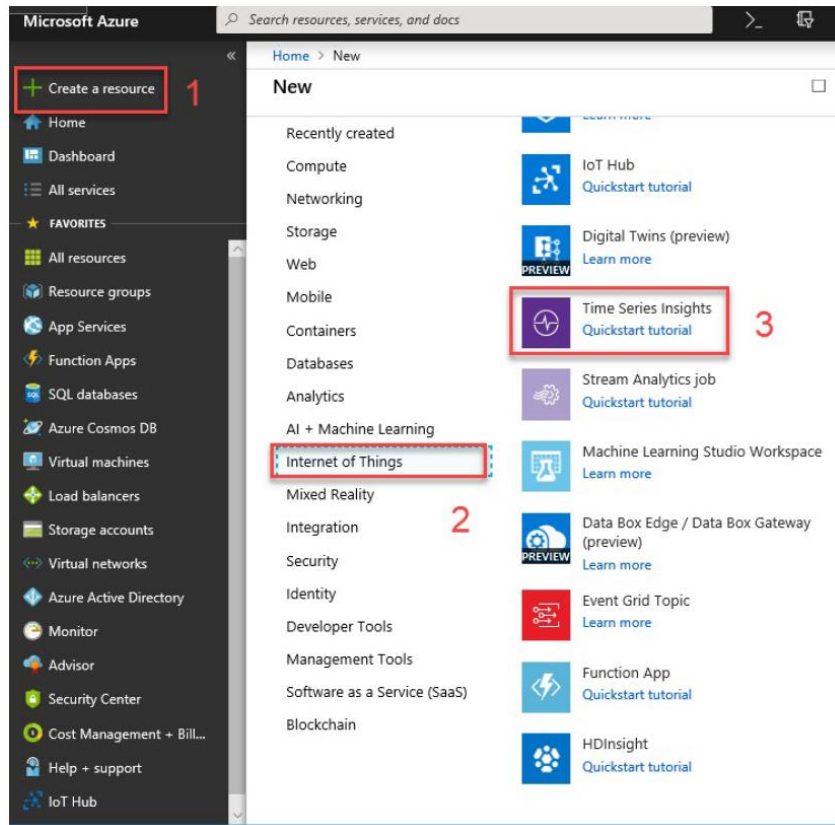 Microsoft Azure
Search resources, services, and docs
Create a resource
1
Home
Dashboard
All services
FAVORITES
All resources
Resource groups
App Services
Function Apps
SQL databases
Azure Cosmos DB
Virtual machines
Load balancers
Storage accounts
Virtual networks
Azure Active Directory
Monitor
Advisor
Security Center
Cost Management + Bill...
Help + support
IoT Hub
Home > New
New
Recently created
Compute
Networking
Storage
Web
Mobile
Containers
Databases
Analytics
AI + Machine Learning
Internet of Things
2
Mixed Reality
Integration
Security
Identity
Developer Tools
Management Tools
Software as a Service (SaaS)
Blockchain
Learn more
IoT Hub
Quickstart tutorial
Digital Twins (preview)
PREVIEW
Learn more
Time Series Insights
Quickstart tutorial
3
Stream Analytics job
Quickstart tutorial
Machine Learning Studio Workspace
Learn more
Data Box Edge / Data Box Gateway
(preview)
PREVIEW
Learn more
Event Grid Topic
Learn more
Function App
Quickstart tutorial
HDInsight
Quickstart tutorial